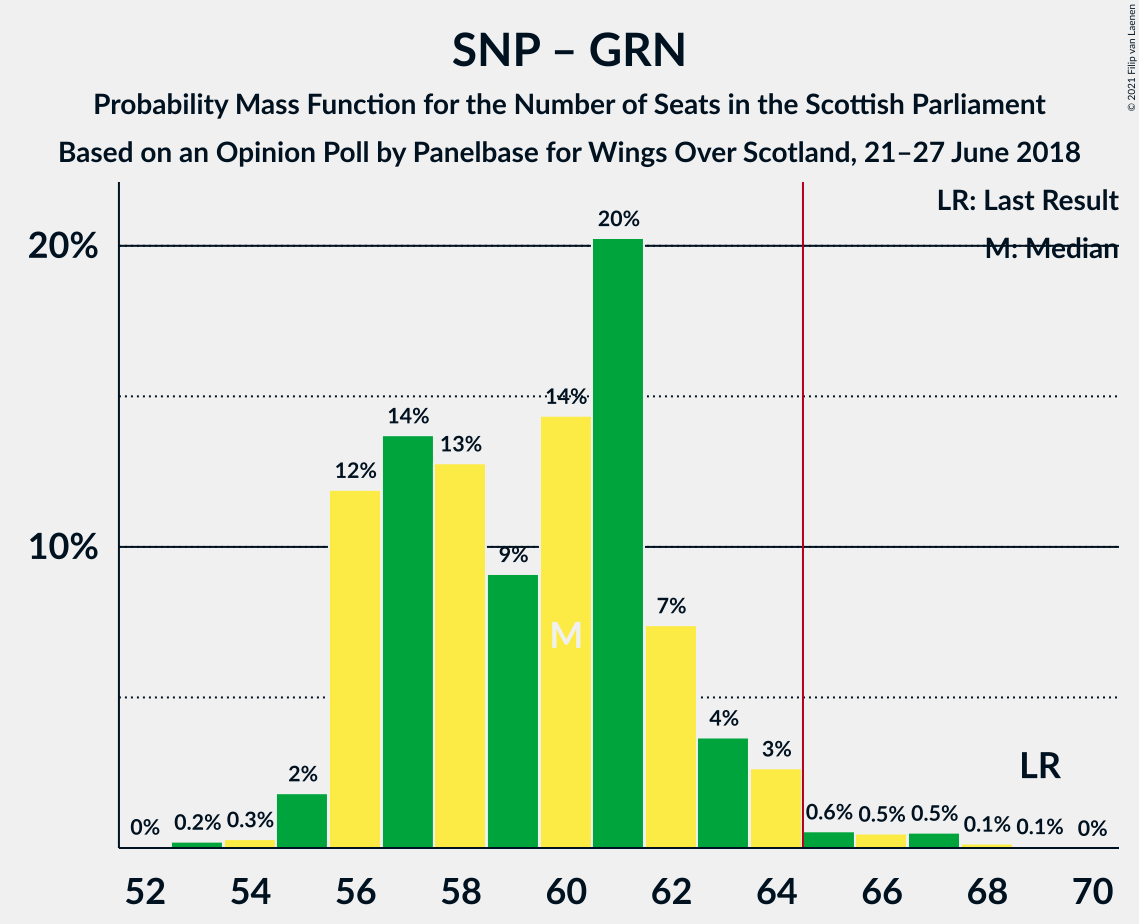 SNP – GRN
Probability Mass Function for the Number of Seats in the Scottish Parliament
Based on an Opinion Poll by Panelbase for Wings Over Scotland, 21–27 June 2018
© 2021 Filip van Laenen
LR: Last Result
M: Median
20%
10%
0%
0.2%
0.3%
2%
12%
14%
13%
9%
14%
20%
7%
4%
3%
0.6%
0.5%
0.5%
0.1%
0.1%
0%
M
LR
52 54 56 58 60 62 64 66 68 70